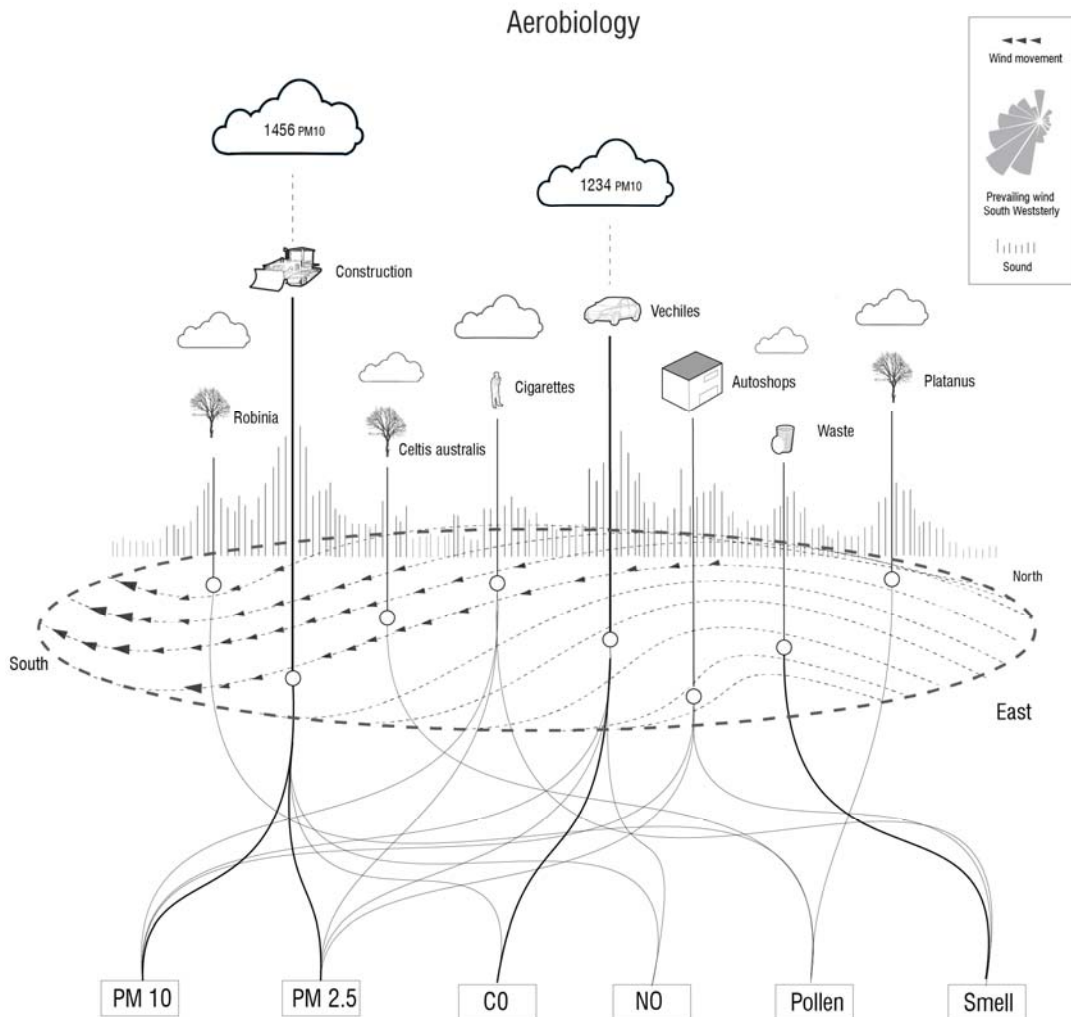 Aerobiology
Wind movement
Prevailing wind
South Weststerly
Sound
1456 PM10
1234 PM10
Construction
Vechiles
Robinia
Celtis australis
Cigarettes
Autoshops
Waste
Platanus
North
South
East
PM 10
PM 2.5
CO
NO
Pollen
Smell